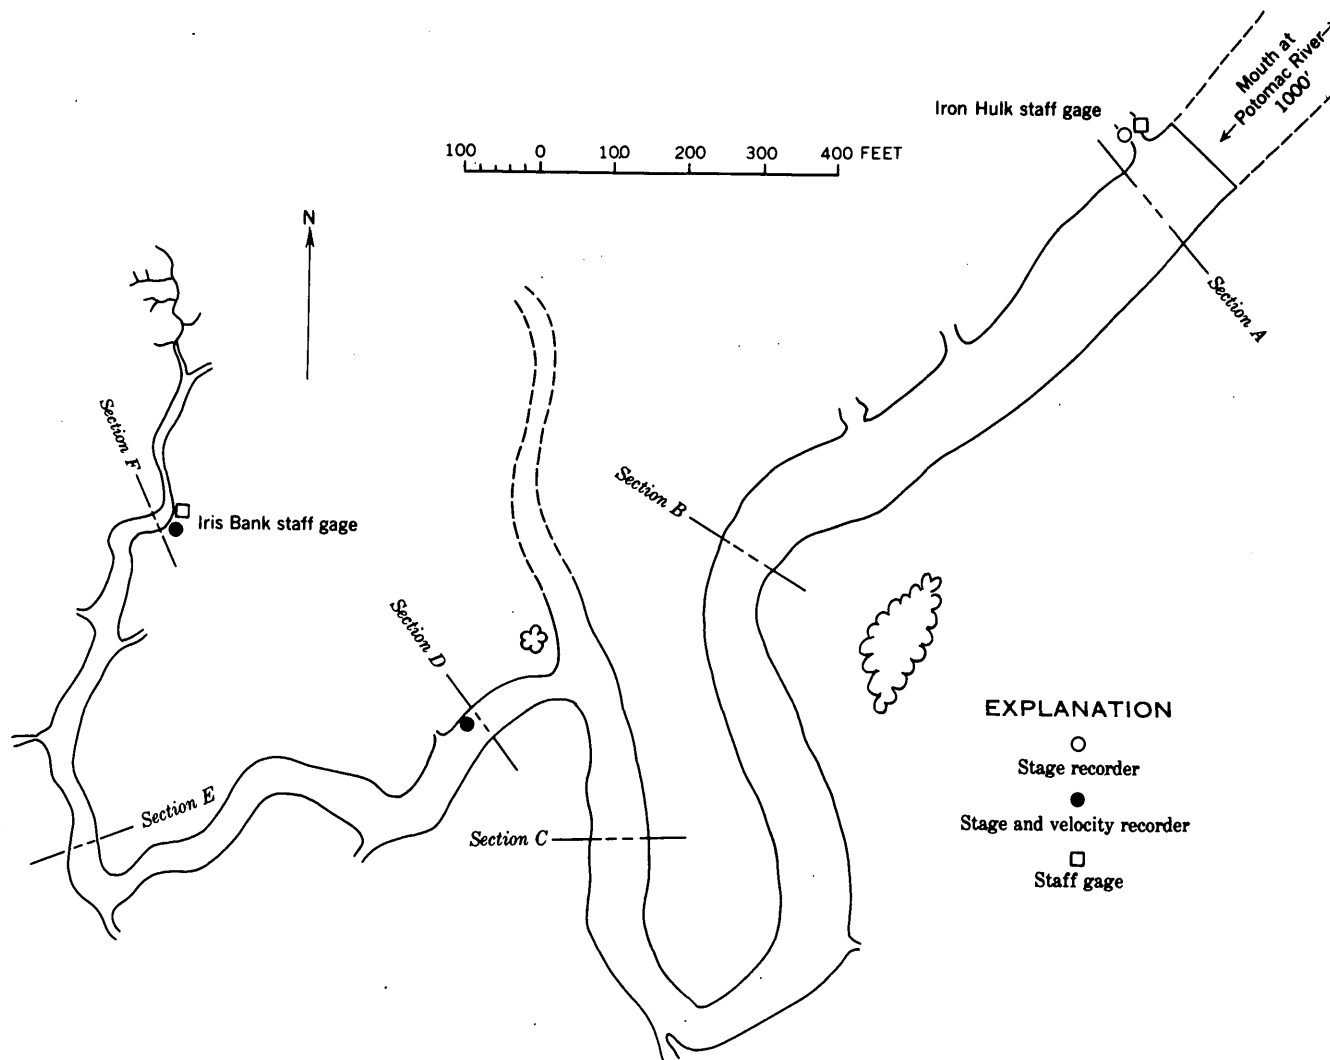 Mouth at
Potomac River
1000'
Iron Hulk staff gage
100 0 100 200 300 400 FEET
N
Section A
Section F
Section B
Iris Bank staff gage
Section D
EXPLANATION
Stage recorder
Section E
Stage and velocity recorder
Section C
Staff gage